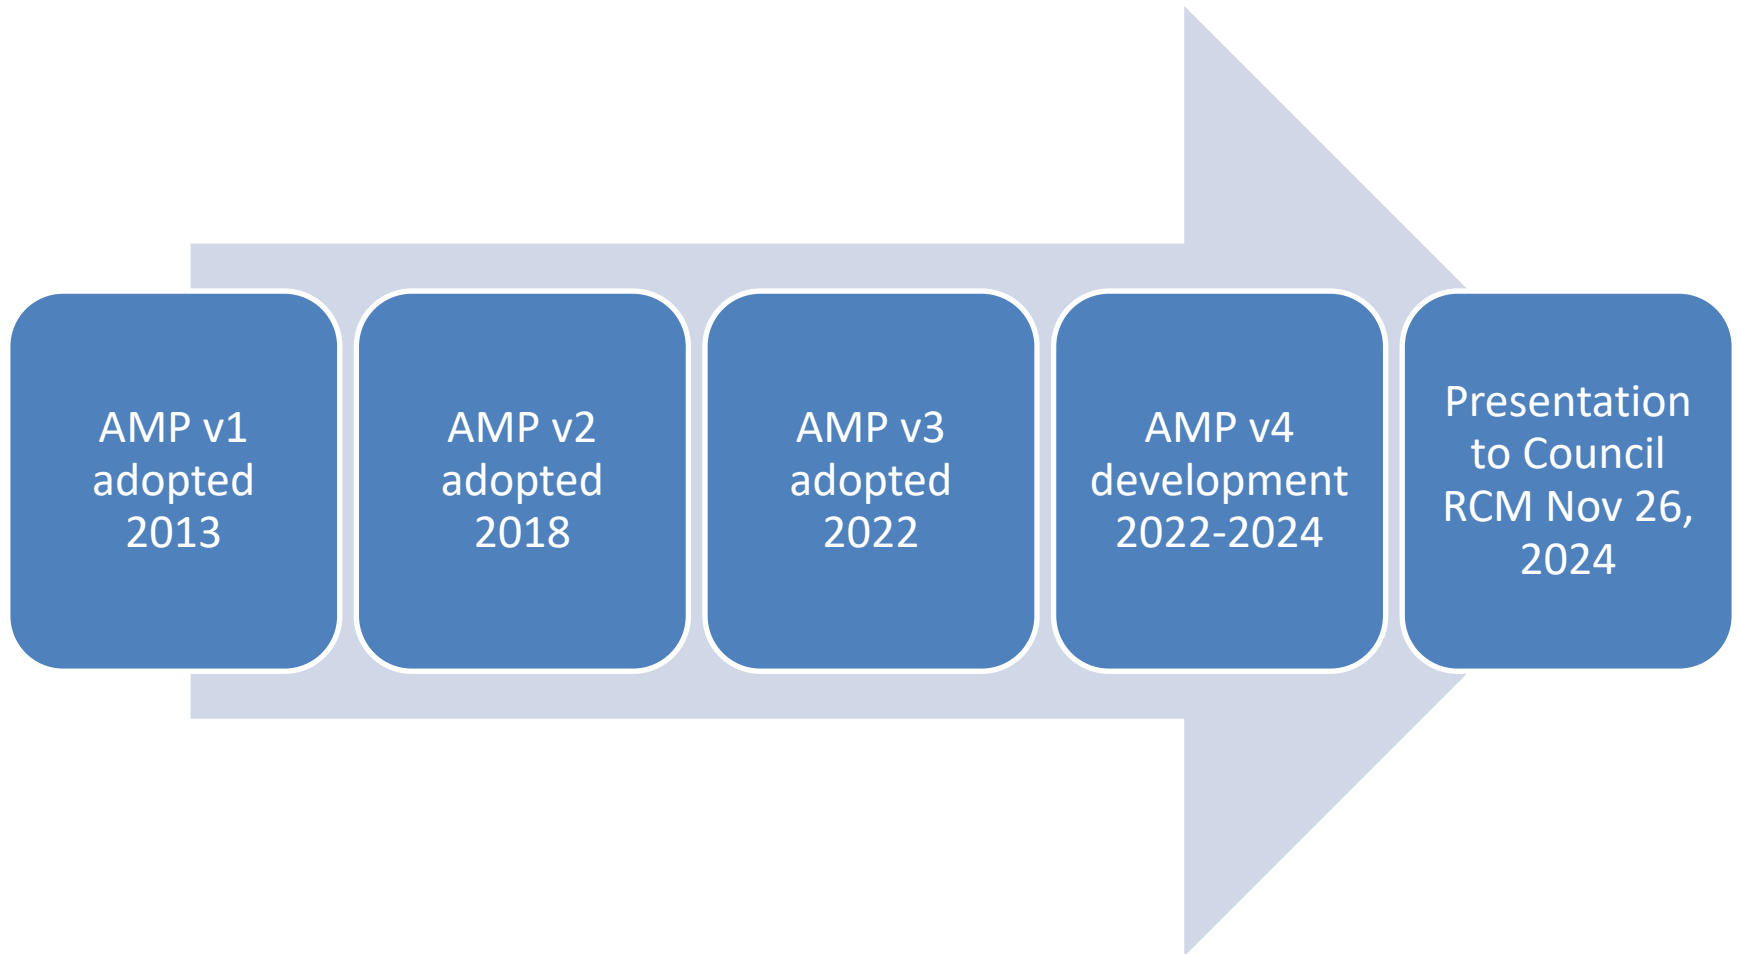 AMP v1
adopted
2013
AMP v2
adopted
2018
AMP v3
adopted
2022
AMP v4
development
2022-2024
Presentation
to Council
RCM Nov 26,
2024